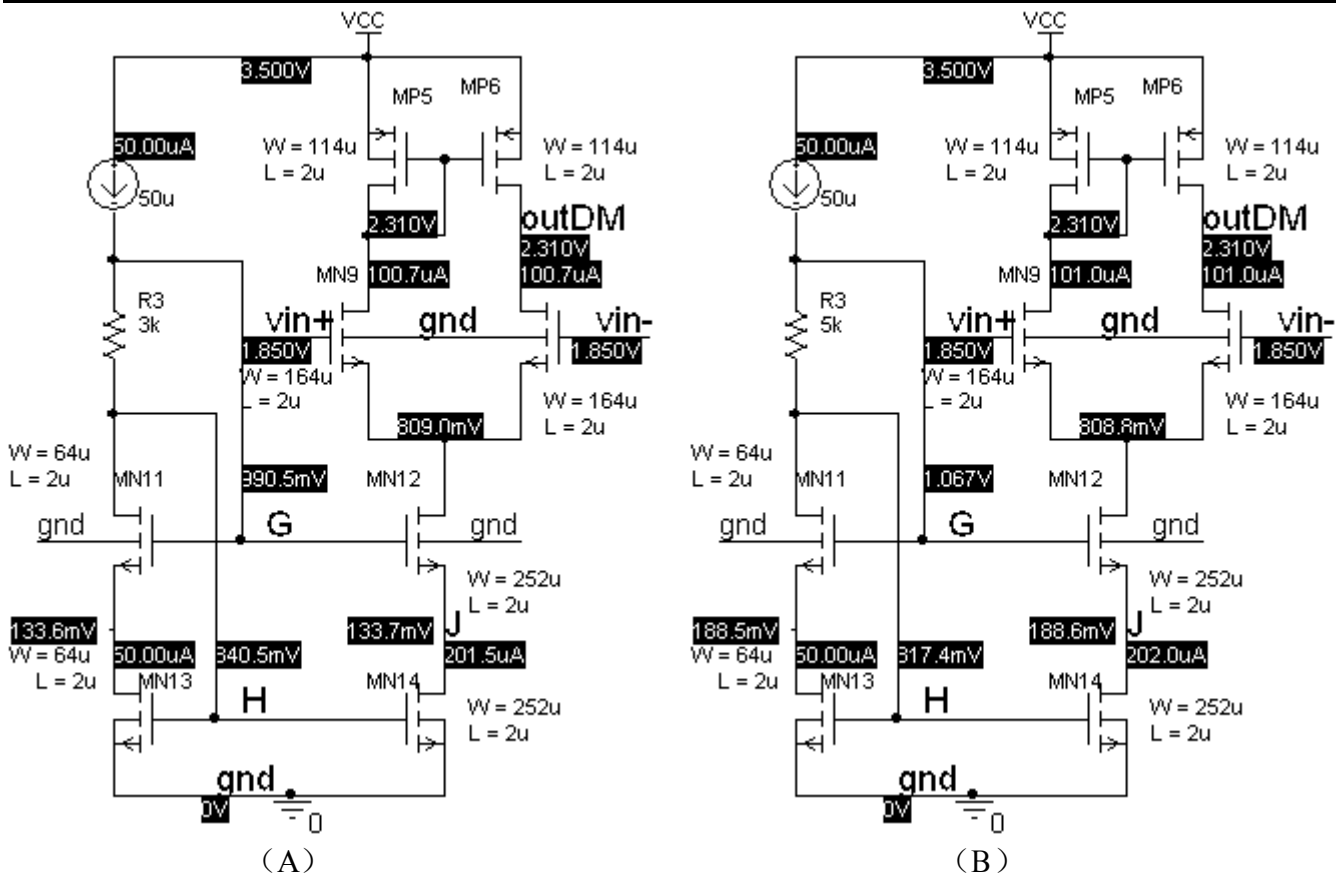 VCC
3.500V
MP5
MP6
50.00uA
W = 114u
L = 2u
W = 114u
L = 2u
50u
outDM
2.310V
2.310V
MN9
100.7uA
100.7uA
R3
3k
vin+
gnd
vin-
1.850V
1.850V
W = 164u
L = 2u
W = 164u
L = 2u
809.0mV
W = 64u
L = 2u
MN11
990.5mV
MN12
gnd
G
gnd
W = 252u
L = 2u
133.6mV
133.7mV
J
W = 64u
L = 2u
50.00uA
840.5mV
201.5uA
MN13
MN14
H
W = 252u
L = 2u
gnd
0V
0
（A）
VCC
3.500V
MP5
MP6
50.00uA
W = 114u
L = 2u
W = 114u
L = 2u
50u
outDM
2.310V
2.310V
MN9
101.0uA
101.0uA
R3
5k
vin+
gnd
vin-
1.850V
1.850V
W = 164u
L = 2u
W = 164u
L = 2u
808.8mV
W = 64u
L = 2u
MN11
1.067V
MN12
gnd
G
gnd
W = 252u
L = 2u
188.5mV
188.6mV
J
W = 64u
L = 2u
50.00uA
817.4mV
202.0uA
MN13
MN14
H
W = 252u
L = 2u
gnd
0V
0
（B）